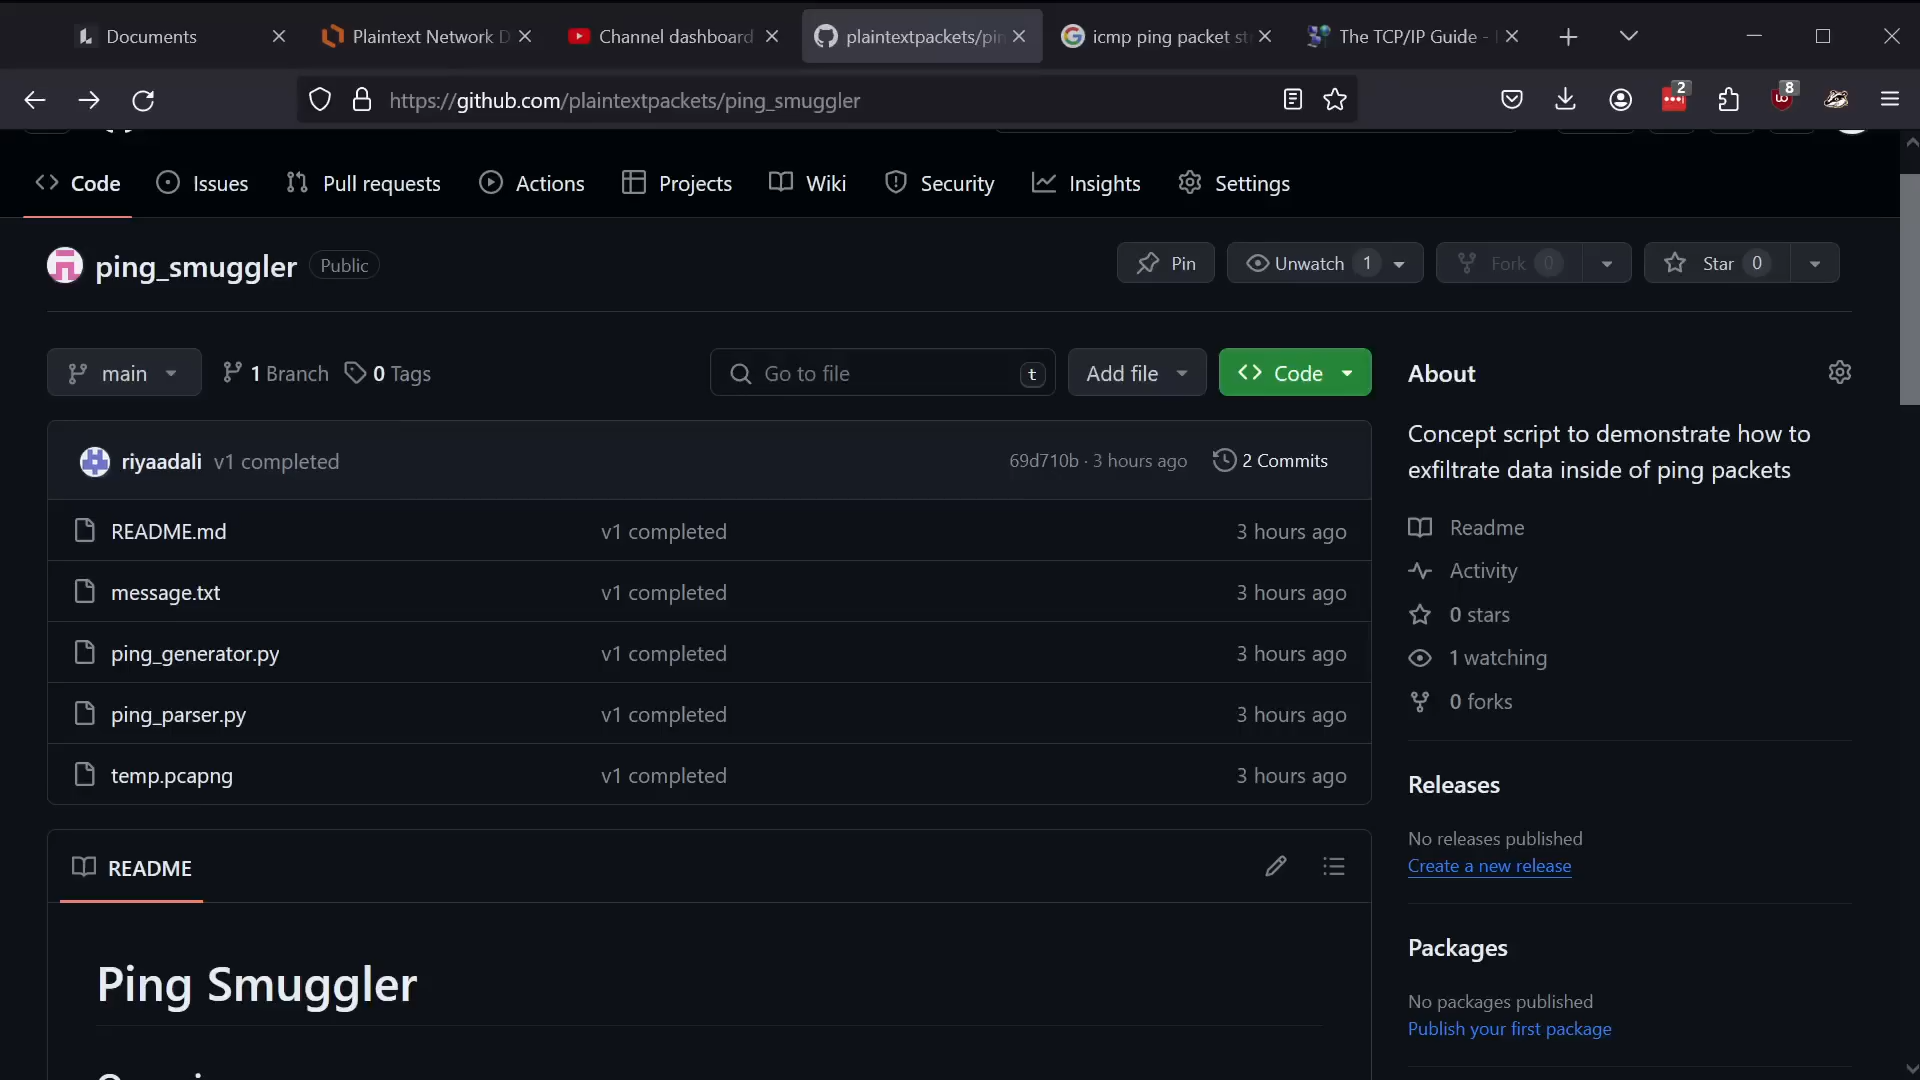 Documents
Plaintext Network D
Channel dashboard
plaintextpackets/pin
icmp ping packet st
The TCP/IP Guide -
https://github.com/plaintextpackets/ping_smuggler
2
8
Code
Issues
Pull requests
Actions
Projects
Wiki
Security
Insights
Settings
ping_smuggler
Public
Pin
Unwatch 1
Fork 0
Star 0
main
1 Branch
0 Tags
Go to file
t
Add file
Code
riyaadali v1 completed
69d710b · 3 hours ago
2 Commits
README.md v1 completed 3 hours ago
message.txt v1 completed 3 hours ago
ping_generator.py v1 completed 3 hours ago
ping_parser.py v1 completed 3 hours ago
temp.pcapng v1 completed 3 hours ago
README
Ping Smuggler
About
Concept script to demonstrate how to
exfiltrate data inside of ping packets
Readme
Activity
0 stars
1 watching
0 forks
Releases
No releases published
Create a new release
Packages
No packages published
Publish your first package